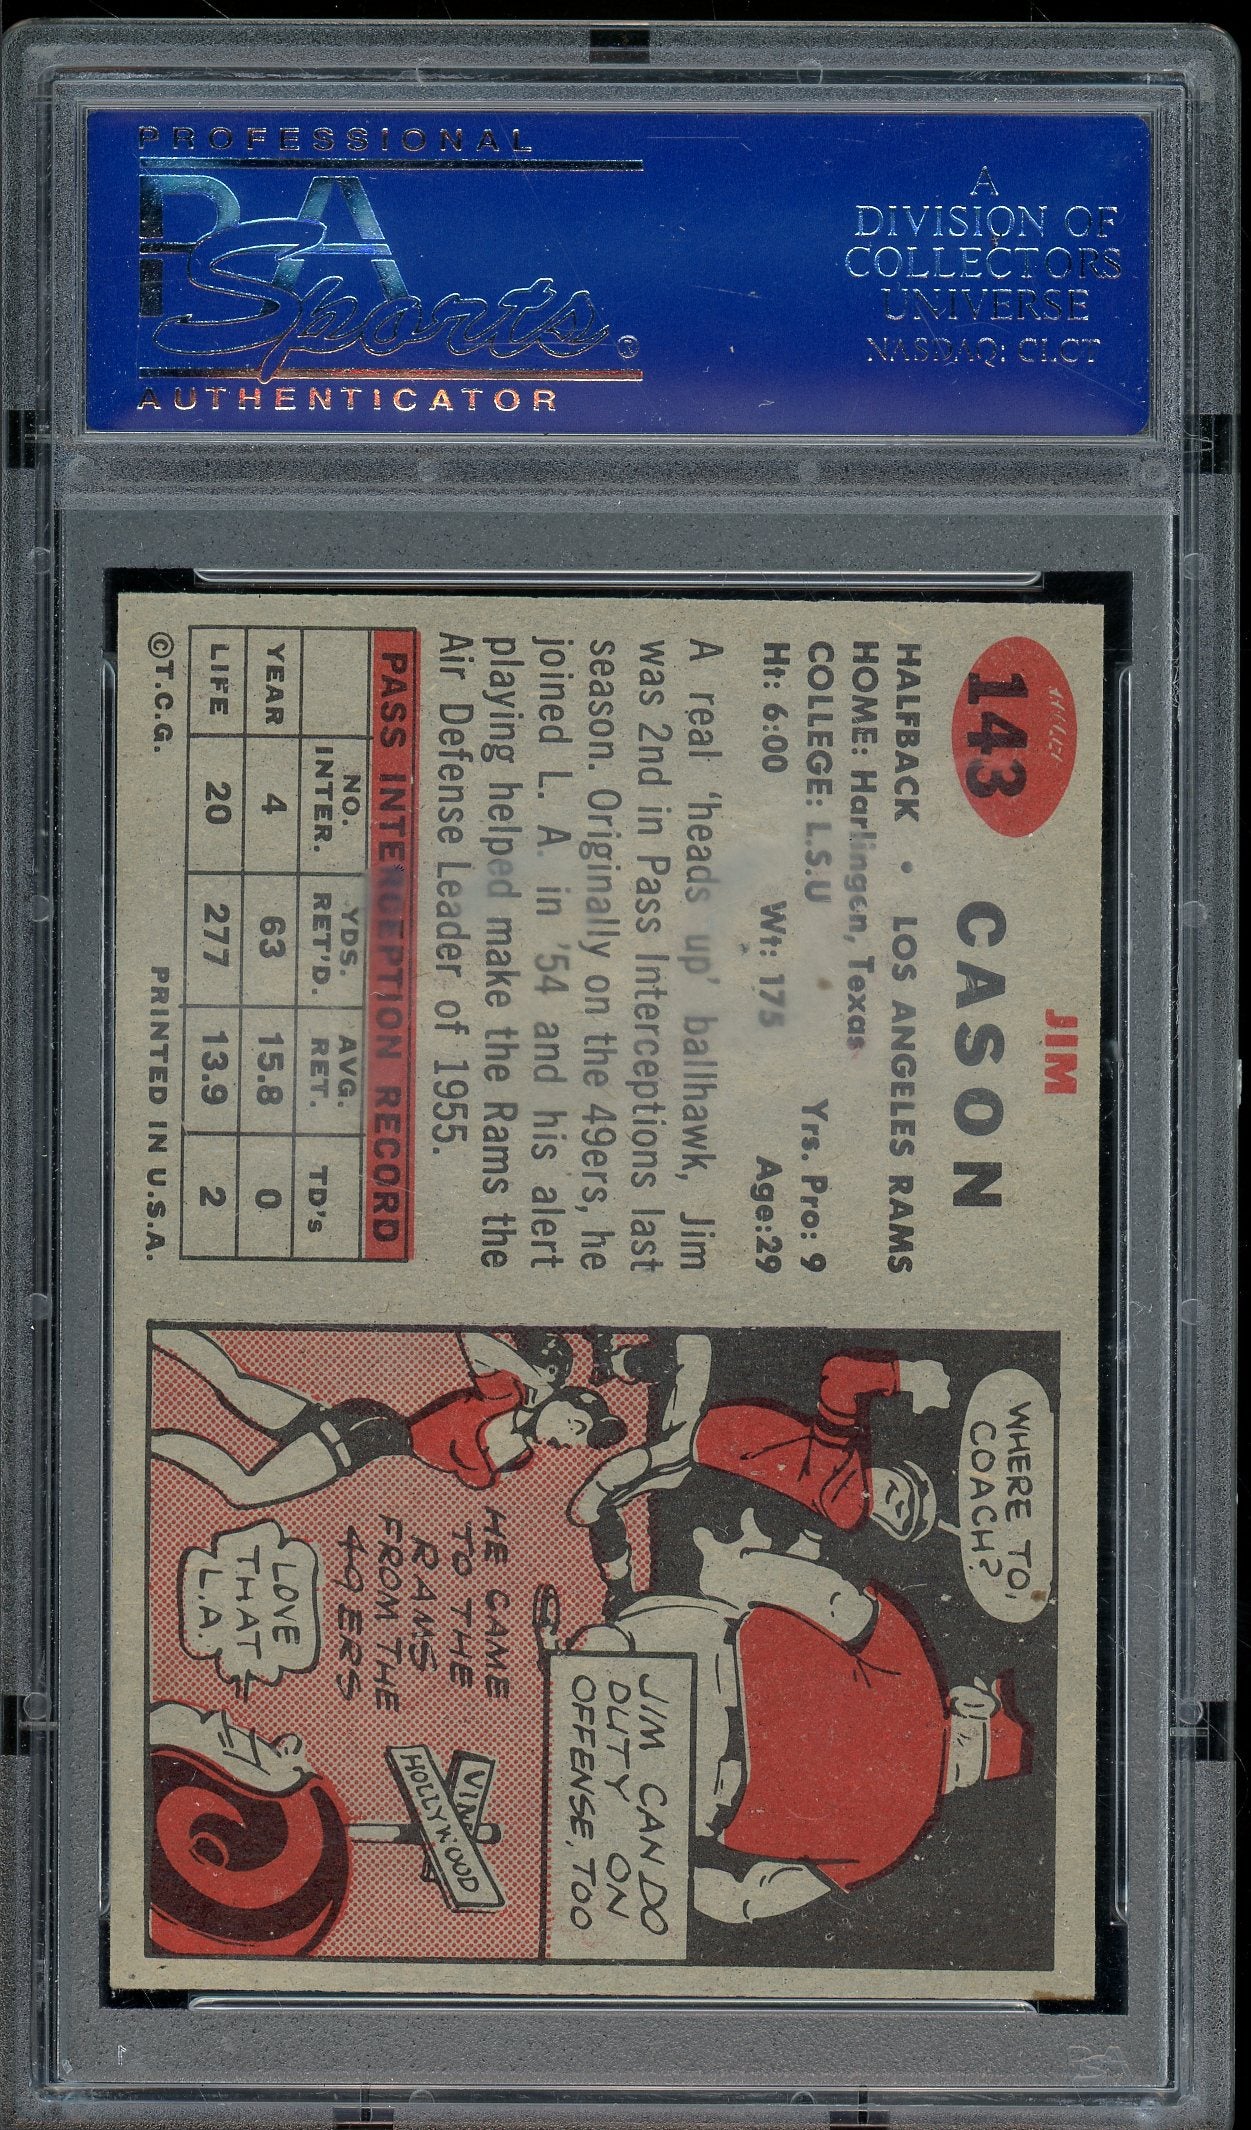 PROFESSIONAL
PSA
Sports®
AUTHENTICATOR
A
DIVISION OF
COLLECTORS
UNIVERSE
NASDAQ: CLCT
143
JIM
CASON
HALFBACK • LOS ANGELES RAMS
HOME: Harlingen, Texas
COLLEGE: L.S.U Yrs. Pro: 9
Ht: 6:00 Wt: 175 Age:29
A real 'heads up' ballhawk, Jim
was 2nd in Pass Interceptions last
season. Originally on the 49ers, he
joined L. A. in '54 and his alert
playing helped make the Rams the
Air Defense Leader of 1955.
PASS INTERCEPTION RECORD
NO. INTER. YDS. RET'D. AVG. RET. TD's
YEAR 4 63 15.8 0
LIFE 20 277 13.9 2
©T.C.G. PRINTED IN U.S.A.
WHERE TO,
COACH?
JIM CAN DO
DUTY ON
OFFENSE, TOO
HE CAME
TO THE
RAMS
FROM THE
49ERS
VINE
HOLLYWOOD
LOVE
THAT
L.A.
PSA